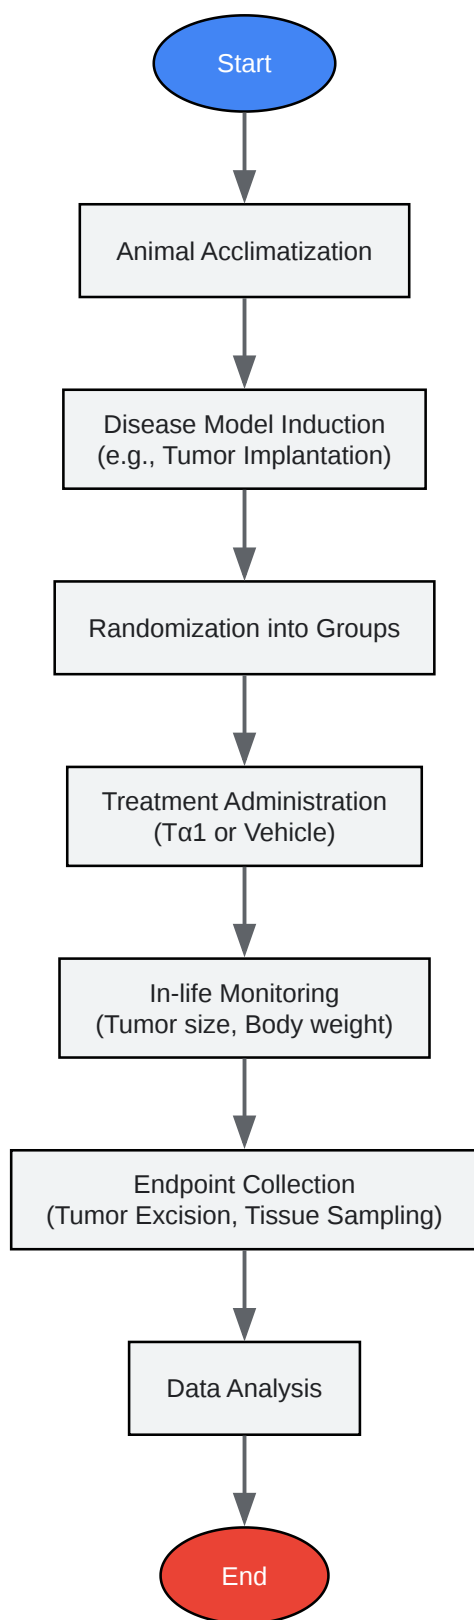 Start
Animal Acclimatization
Disease Model Induction
(e.g., Tumor Implantation)
Randomization into Groups
Treatment Administration
(Tα1 or Vehicle)
In-life Monitoring
(Tumor size, Body weight)
Endpoint Collection
(Tumor Excision, Tissue Sampling)
Data Analysis
End